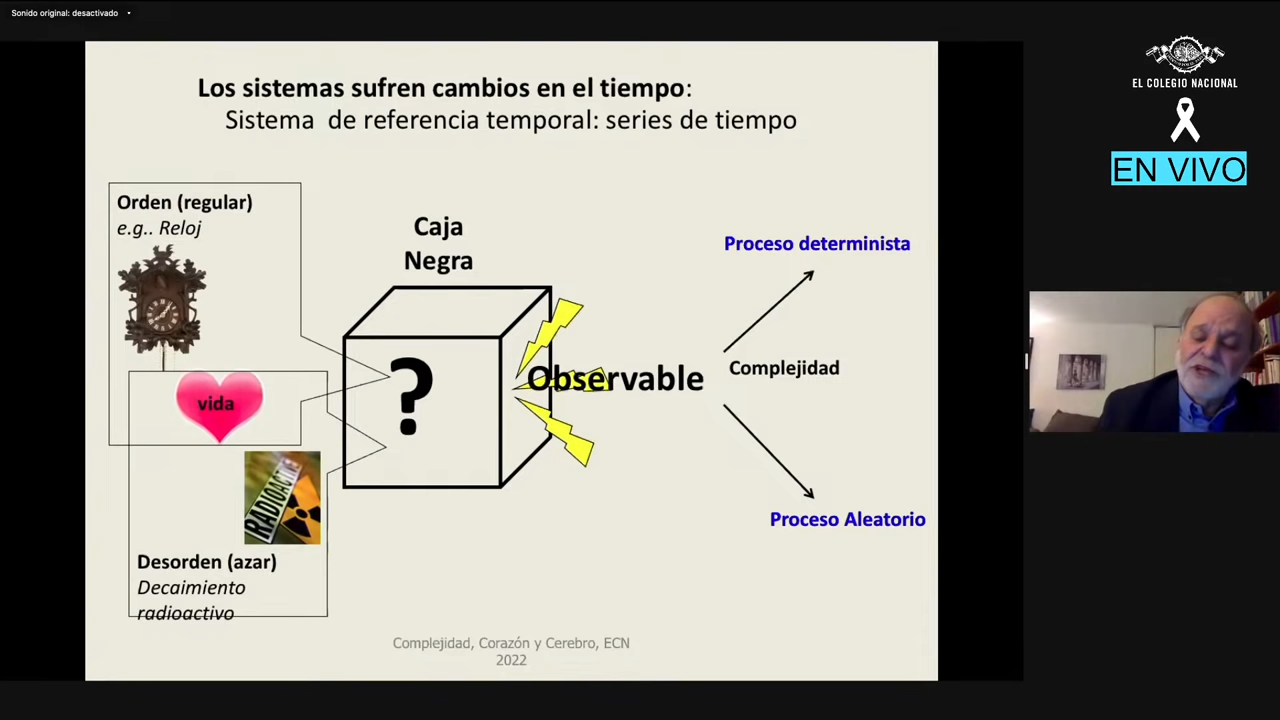 Sonido original: desactivado
Los sistemas sufren cambios en el tiempo:
Sistema de referencia temporal: series de tiempo
Orden (regular)
e.g.. Reloj
Caja
Negra
vida
?
RADIOACTIV
Desorden (azar)
Decaimiento
radioactivo
Observable
Proceso determinista
Complejidad
Proceso Aleatorio
Complejidad, Corazón y Cerebro, ECN
2022
EL COLEGIO NACIONAL
EN VIVO